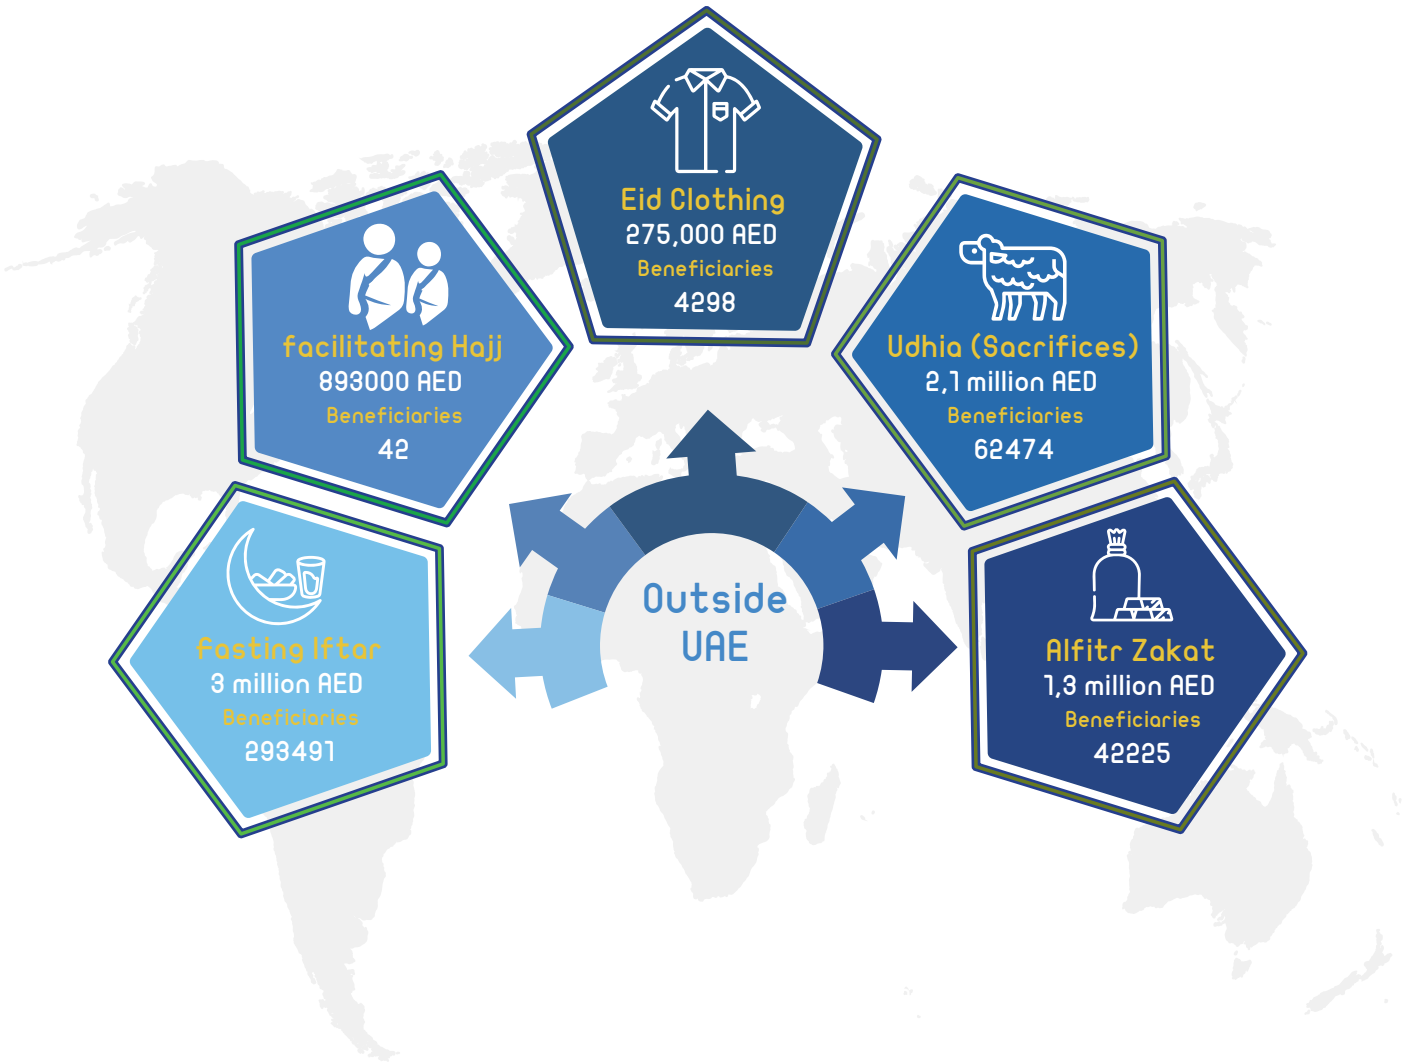 Eid Clothing
275,000 AED
Beneficiaries
4298
facilitating Hajj
893000 AED
Beneficiaries
42
Udhia (Sacrifices)
2,1 million AED
Beneficiaries
62474
fasting Iftar
3 million AED
Beneficiaries
293491
Outside
UAE
Alfitr Zakat
1,3 million AED
Beneficiaries
42225